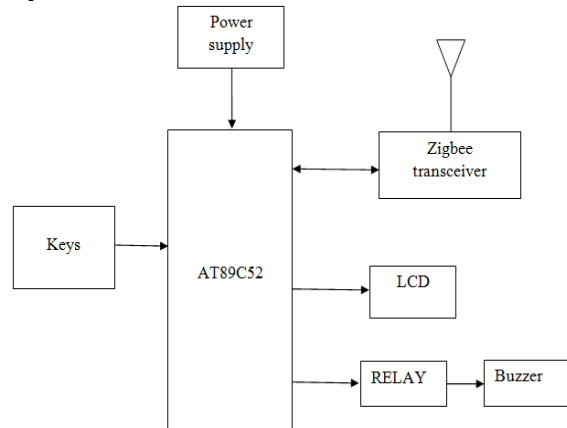 Power
supply
Zigbee
transceiver
Keys
AT89C52
LCD
RELAY
Buzzer